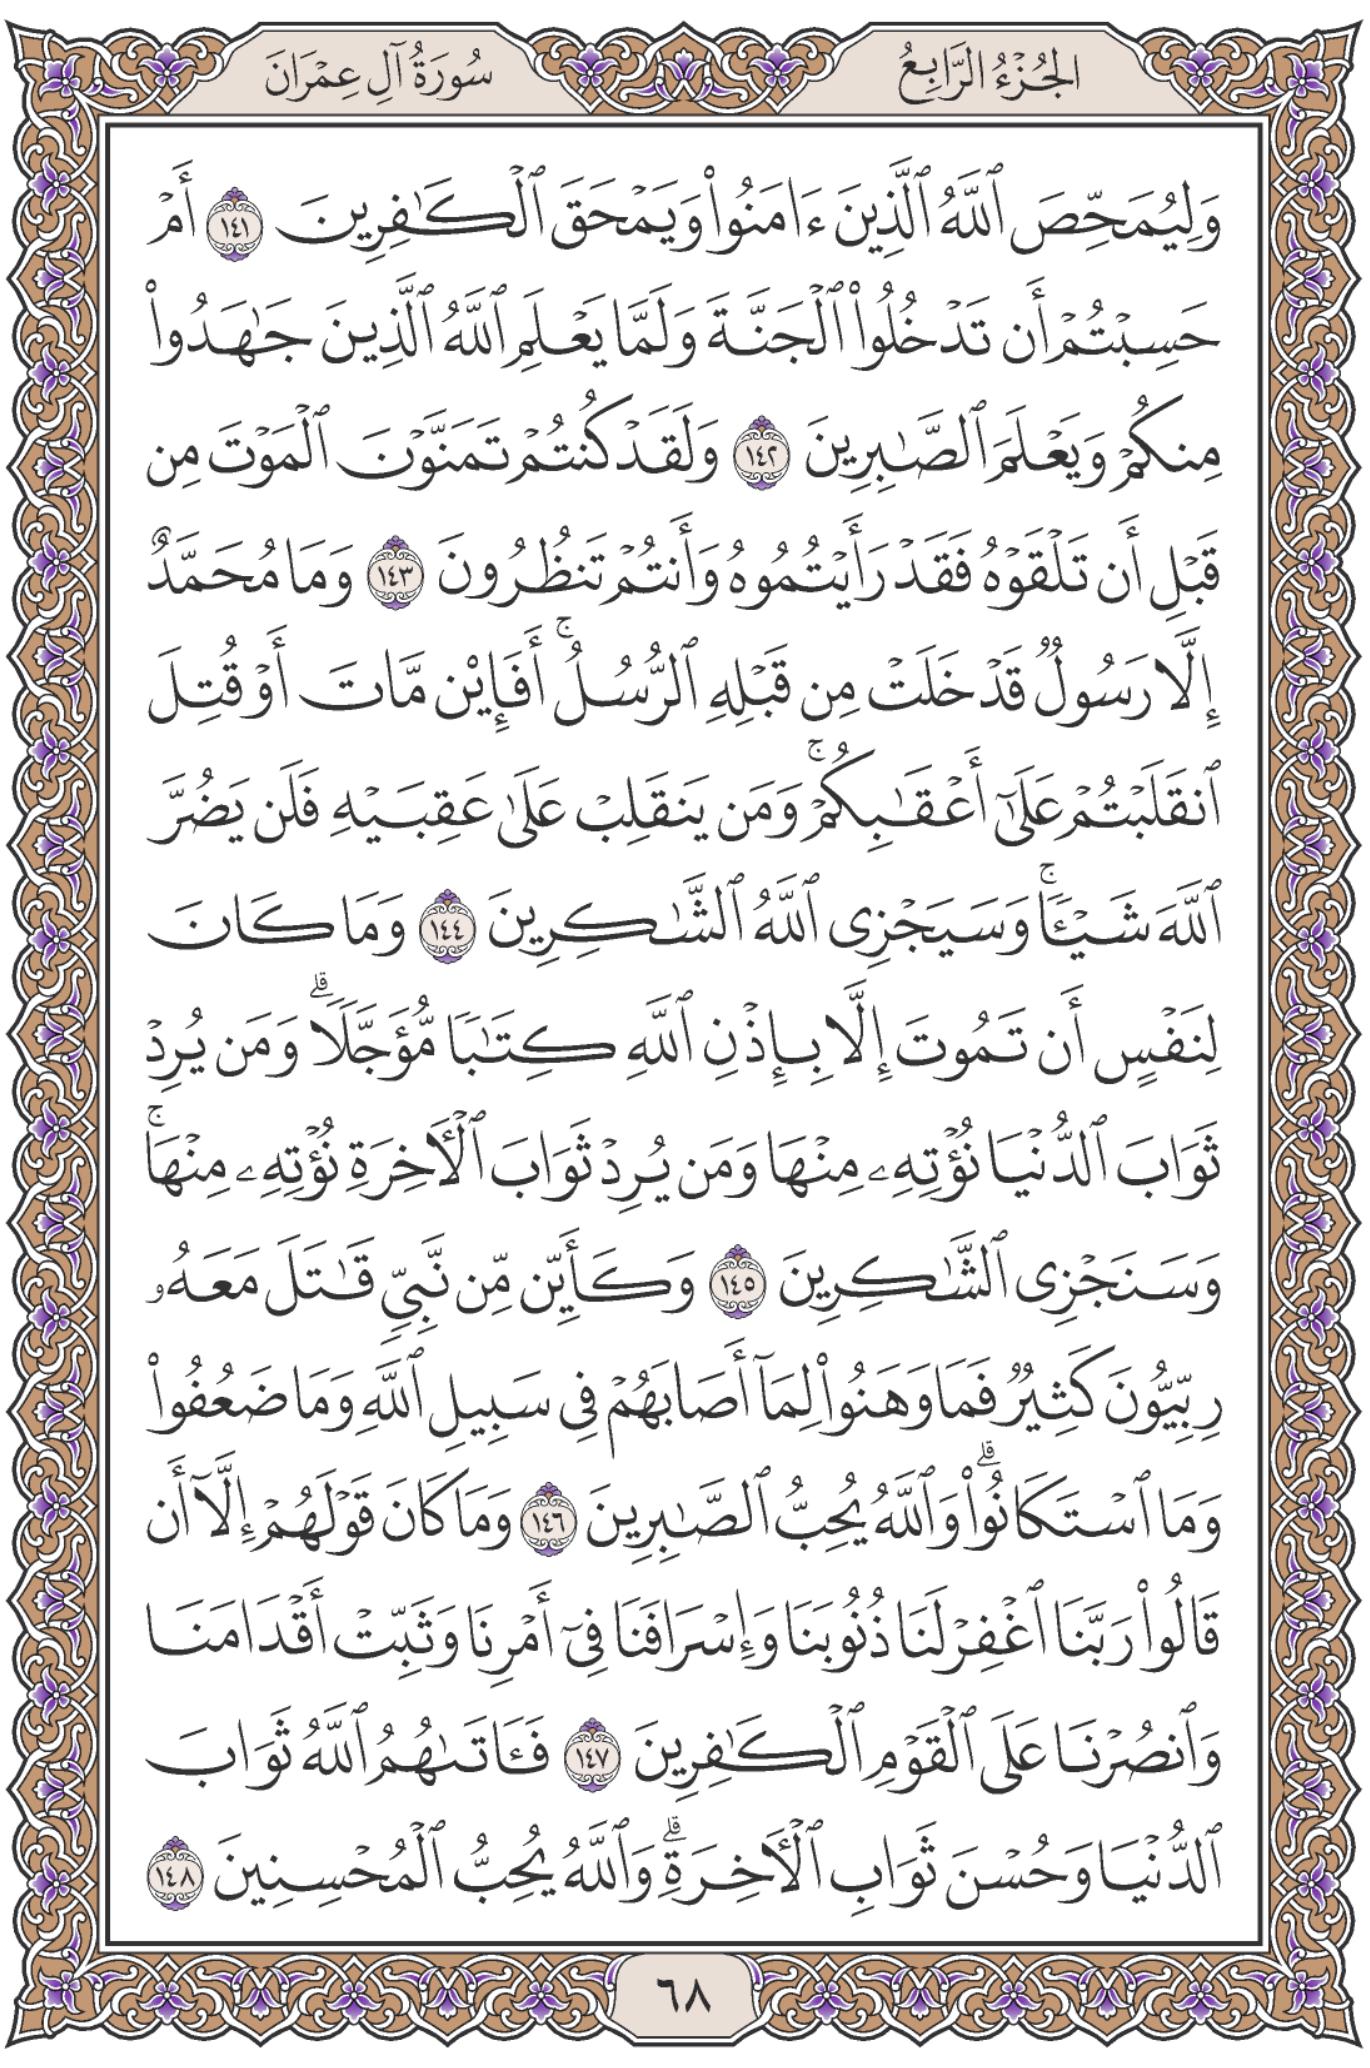 الجُزْءُ الرَّابِعُ
سُورَةُ آلِ عِمْرَانَ
وَلِيُمَحِّصَ ٱللَّهُ ٱلَّذِينَ ءَامَنُوا۟ وَيَمْحَقَ ٱلْكَـٰفِرِينَ ١٤١ أَمْ
حَسِبْتُمْ أَن تَدْخُلُوا۟ ٱلْجَنَّةَ وَلَمَّا يَعْلَمِ ٱللَّهُ ٱلَّذِينَ جَـٰهَدُوا۟
مِنكُمْ وَيَعْلَمَ ٱلصَّـٰبِرِينَ ١٤٢ وَلَقَدْ كُنتُمْ تَمَنَّوْنَ ٱلْمَوْتَ مِن
قَبْلِ أَن تَلْقَوْهُ فَقَدْ رَأَيْتُمُوهُ وَأَنتُمْ تَنظُرُونَ ١٤٣ وَمَا مُحَمَّدٌ
إِلَّا رَسُولٌ قَدْ خَلَتْ مِن قَبْلِهِ ٱلرُّسُلُ ۚ أَفَإِيْن مَّاتَ أَوْ قُتِلَ
ٱنقَلَبْتُمْ عَلَىٰٓ أَعْقَـٰبِكُمْ ۚ وَمَن يَنقَلِبْ عَلَىٰ عَقِبَيْهِ فَلَن يَضُرَّ
ٱللَّهَ شَيْـًٔا ۚ وَسَيَجْزِى ٱللَّهُ ٱلشَّـٰكِرِينَ ١٤٤ وَمَا كَانَ
لِنَفْسٍ أَن تَمُوتَ إِلَّا بِإِذْنِ ٱللَّهِ كِتَـٰبًا مُّؤَجَّلًا ۗ وَمَن يُرِدْ
ثَوَابَ ٱلدُّنْيَا نُؤْتِهِۦ مِنْهَا وَمَن يُرِدْ ثَوَابَ ٱلْـَٔاخِرَةِ نُؤْتِهِۦ مِنْهَا ۚ
وَسَنَجْزِى ٱلشَّـٰكِرِينَ ١٤٥ وَكَأَيِّن مِّن نَّبِىٍّ قَـٰتَلَ مَعَهُۥ
رِبِّيُّونَ كَثِيرٌ فَمَا وَهَنُوا۟ لِمَآ أَصَابَهُمْ فِى سَبِيلِ ٱللَّهِ وَمَا ضَعُفُوا۟
وَمَا ٱسْتَكَانُوا۟ ۗ وَٱللَّهُ يُحِبُّ ٱلصَّـٰبِرِينَ ١٤٦ وَمَا كَانَ قَوْلَهُمْ إِلَّآ أَن
قَالُوا۟ رَبَّنَا ٱغْفِرْ لَنَا ذُنُوبَنَا وَإِسْرَافَنَا فِىٓ أَمْرِنَا وَثَبِّتْ أَقْدَامَنَا
وَٱنصُرْنَا عَلَى ٱلْقَوْمِ ٱلْكَـٰفِرِينَ ١٤٧ فَـَٔاتَىٰهُمُ ٱللَّهُ ثَوَابَ
ٱلدُّنْيَا وَحُسْنَ ثَوَابِ ٱلْـَٔاخِرَةِ ۗ وَٱللَّهُ يُحِبُّ ٱلْمُحْسِنِينَ ١٤٨
٦٨